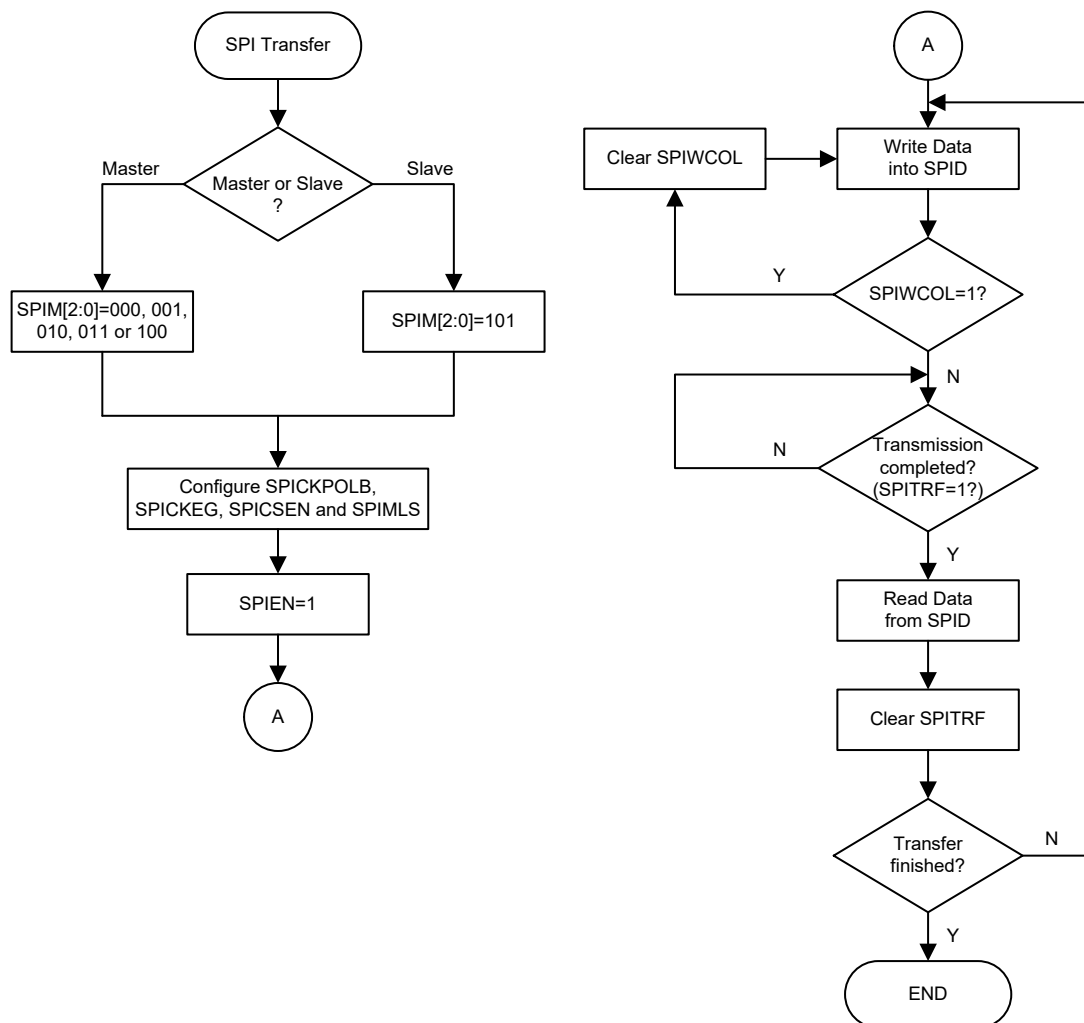 SPI Transfer
Master
Slave
Master or Slave
?
SPIM[2:0]=000, 001,
010, 011 or 100
SPIM[2:0]=101
Configure SPICKPOLB,
SPICKEG, SPICSEN and SPIMLS
SPIEN=1
A
A
Clear SPIWCOL
Write Data
into SPID
Y
SPIWCOL=1?
N
N
Transmission
completed?
(SPITRF=1?)
Y
Read Data
from SPID
Clear SPITRF
Transfer
finished?
N
Y
END